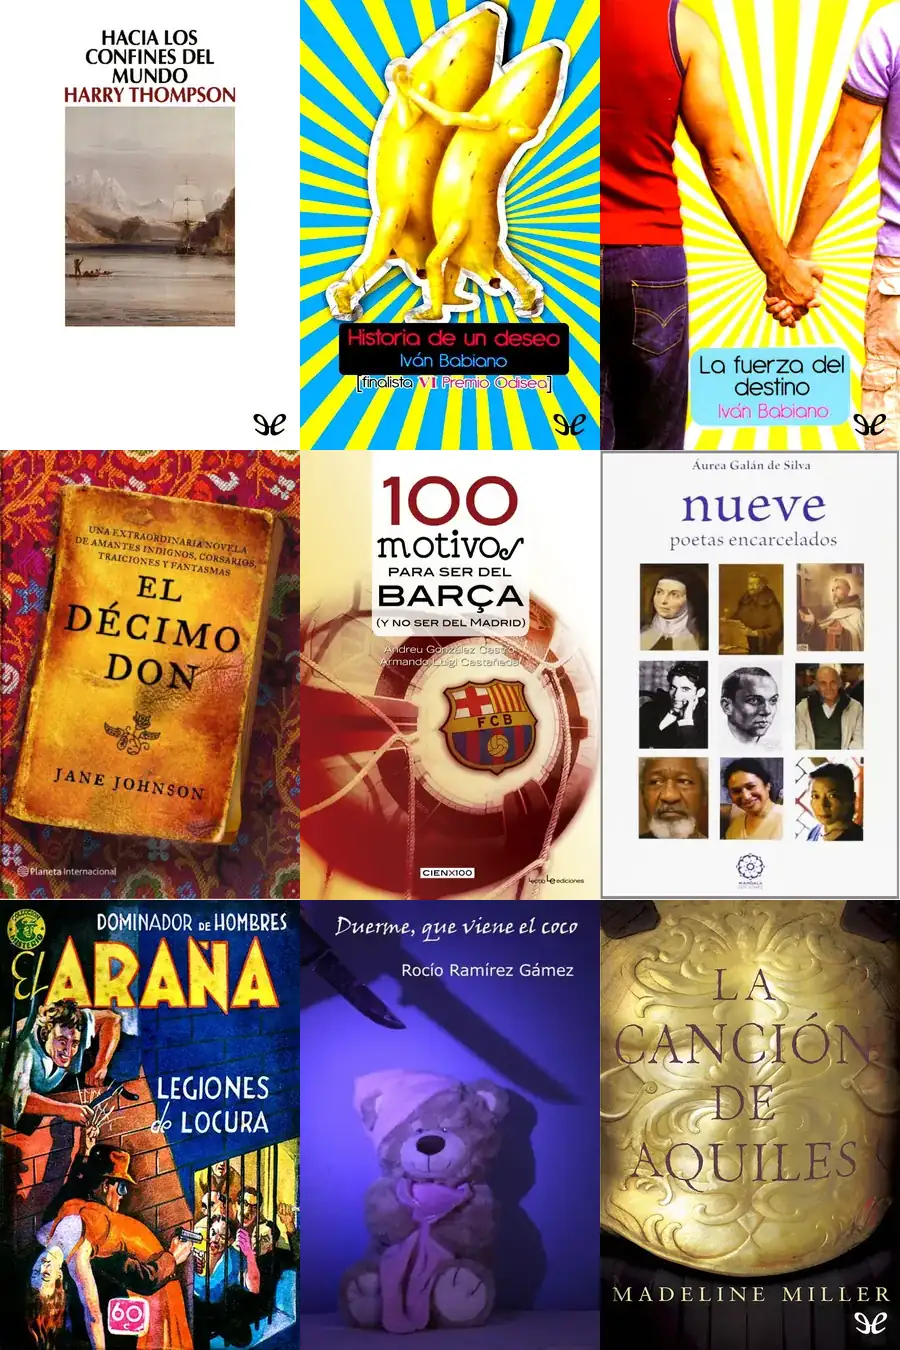 HACIA LOS
CONFINES DEL
MUNDO
HARRY THOMPSON
Historia de un deseo
Iván Babiano
[finalista VI Premio Odisea]
La fuerza del
destino
Iván Babiano
UNA EXTRAORDINARIA NOVELA
DE AMANTES INDIGNOS, CORSARIOS,
TRAICIONES Y FANTASMAS
EL
DÉCIMO
DON
JANE JOHNSON
Planeta Internacional
100
motivos
PARA SER DEL
BARÇA
(Y NO SER DEL MADRID)
Andreu González Castro
Armando Luigi Castañeda
FCB
CIENX100
Lectio ediciones
Áurea Galán de Silva
nueve
poetas encarcelados
MANDALA
DOMINADOR DE HOMBRES
El ARAÑA
LEGIONES
de LOCURA
60
Duerme, que viene el coco
Rocío Ramírez Gámez
LA
CANCIÓN
DE
AQUILES
MADELINE MILLER